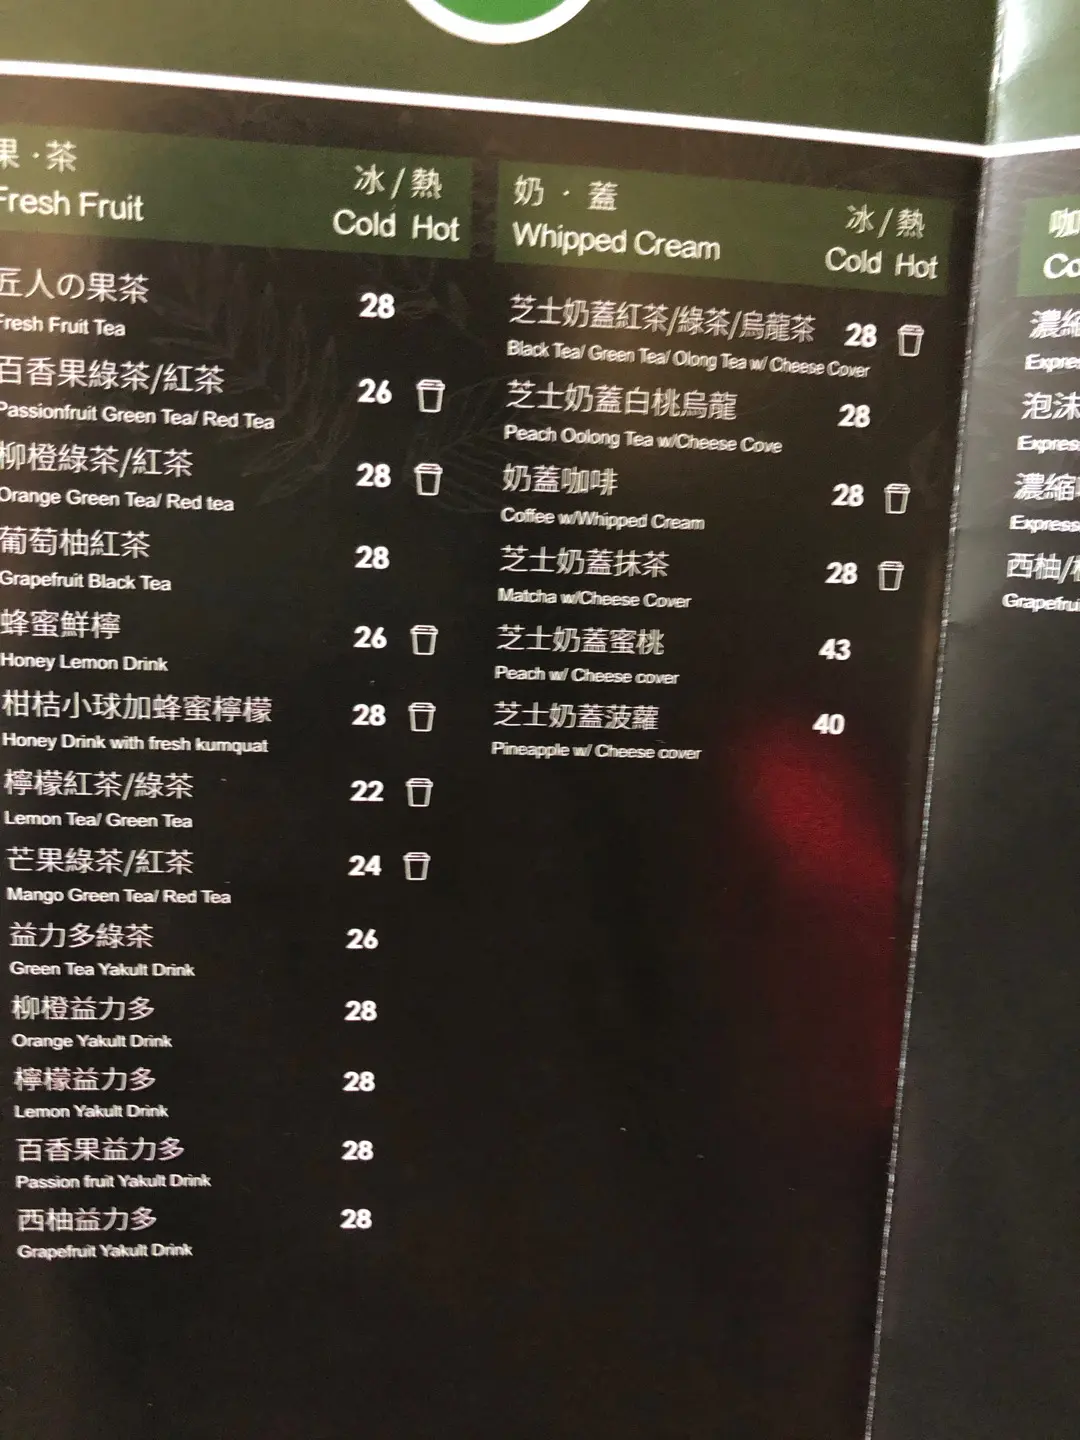 果·茶
Fresh Fruit
冰/熱
Cold Hot
匠人の果茶 28
Fresh Fruit Tea
百香果綠茶/紅茶 26
Passionfruit Green Tea/ Red Tea
柳橙綠茶/紅茶 28
Orange Green Tea/ Red tea
葡萄柚紅茶 28
Grapefruit Black Tea
蜂蜜鮮檸 26
Honey Lemon Drink
柑桔小球加蜂蜜檸檬 28
Honey Drink with fresh kumquat
檸檬紅茶/綠茶 22
Lemon Tea/ Green Tea
芒果綠茶/紅茶 24
Mango Green Tea/ Red Tea
益力多綠茶 26
Green Tea Yakult Drink
柳橙益力多 28
Orange Yakult Drink
檸檬益力多 28
Lemon Yakult Drink
百香果益力多 28
Passion fruit Yakult Drink
西柚益力多 28
Grapefruit Yakult Drink
奶·蓋
Whipped Cream
冰/熱
Cold Hot
芝士奶蓋紅茶/綠茶/烏龍茶 28
Black Tea/ Green Tea/ Olong Tea w/ Cheese Cover
芝士奶蓋白桃烏龍 28
Peach Oolong Tea w/Cheese Cove
奶蓋咖啡 28
Coffee w/Whipped Cream
芝士奶蓋抹茶 28
Matcha w/Cheese Cover
芝士奶蓋蜜桃 43
Peach w/ Cheese cover
芝士奶蓋菠蘿 40
Pineapple w/ Cheese cover
咖
Co
濃縮
Expres
泡沫
Express
濃縮
Express
西柚/
Grapefrui